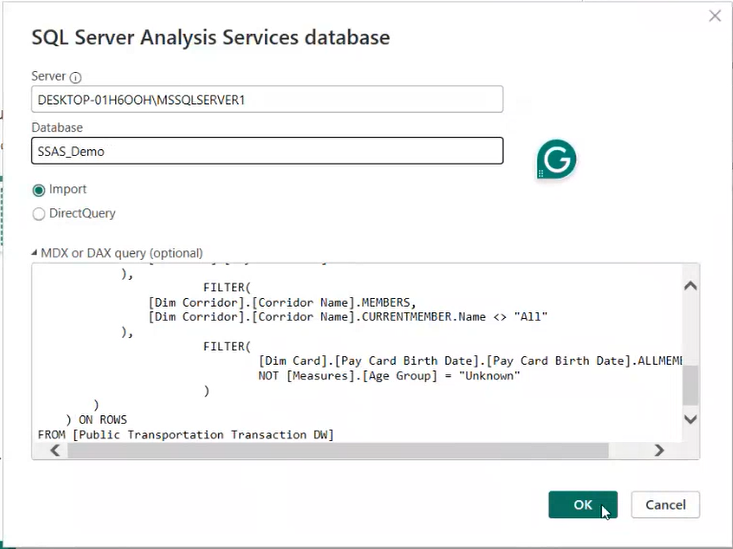 SQL Server Analysis Services database
Server
DESKTOP-01H6OOH\MSSQLSERVER1
Database
SSAS_Demo
Import
DirectQuery
MDX or DAX query (optional)
),
FILTER(
[Dim Corridor].[Corridor Name].MEMBERS,
[Dim Corridor].[Corridor Name].CURRENTMEMBER.Name <> "All"
),
FILTER(
[Dim Card].[Pay Card Birth Date].[Pay Card Birth Date].ALLMEME
NOT [Measures].[Age Group] = "Unknown"
)
)
) ON ROWS
FROM [Public Transportation Transaction DW]
OK
Cancel